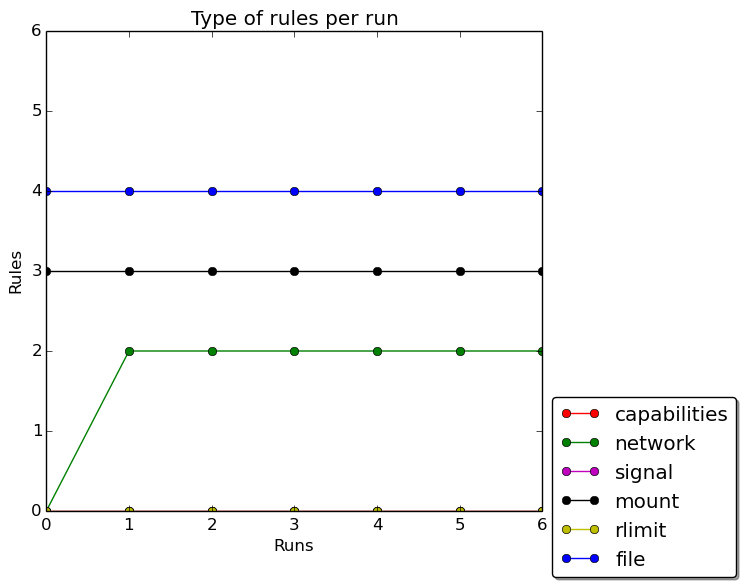 Type of rules per run
6
5
4
3
2
1
0
Rules
0 1 2 3 4 5 6
Runs
capabilities
network
signal
mount
rlimit
file